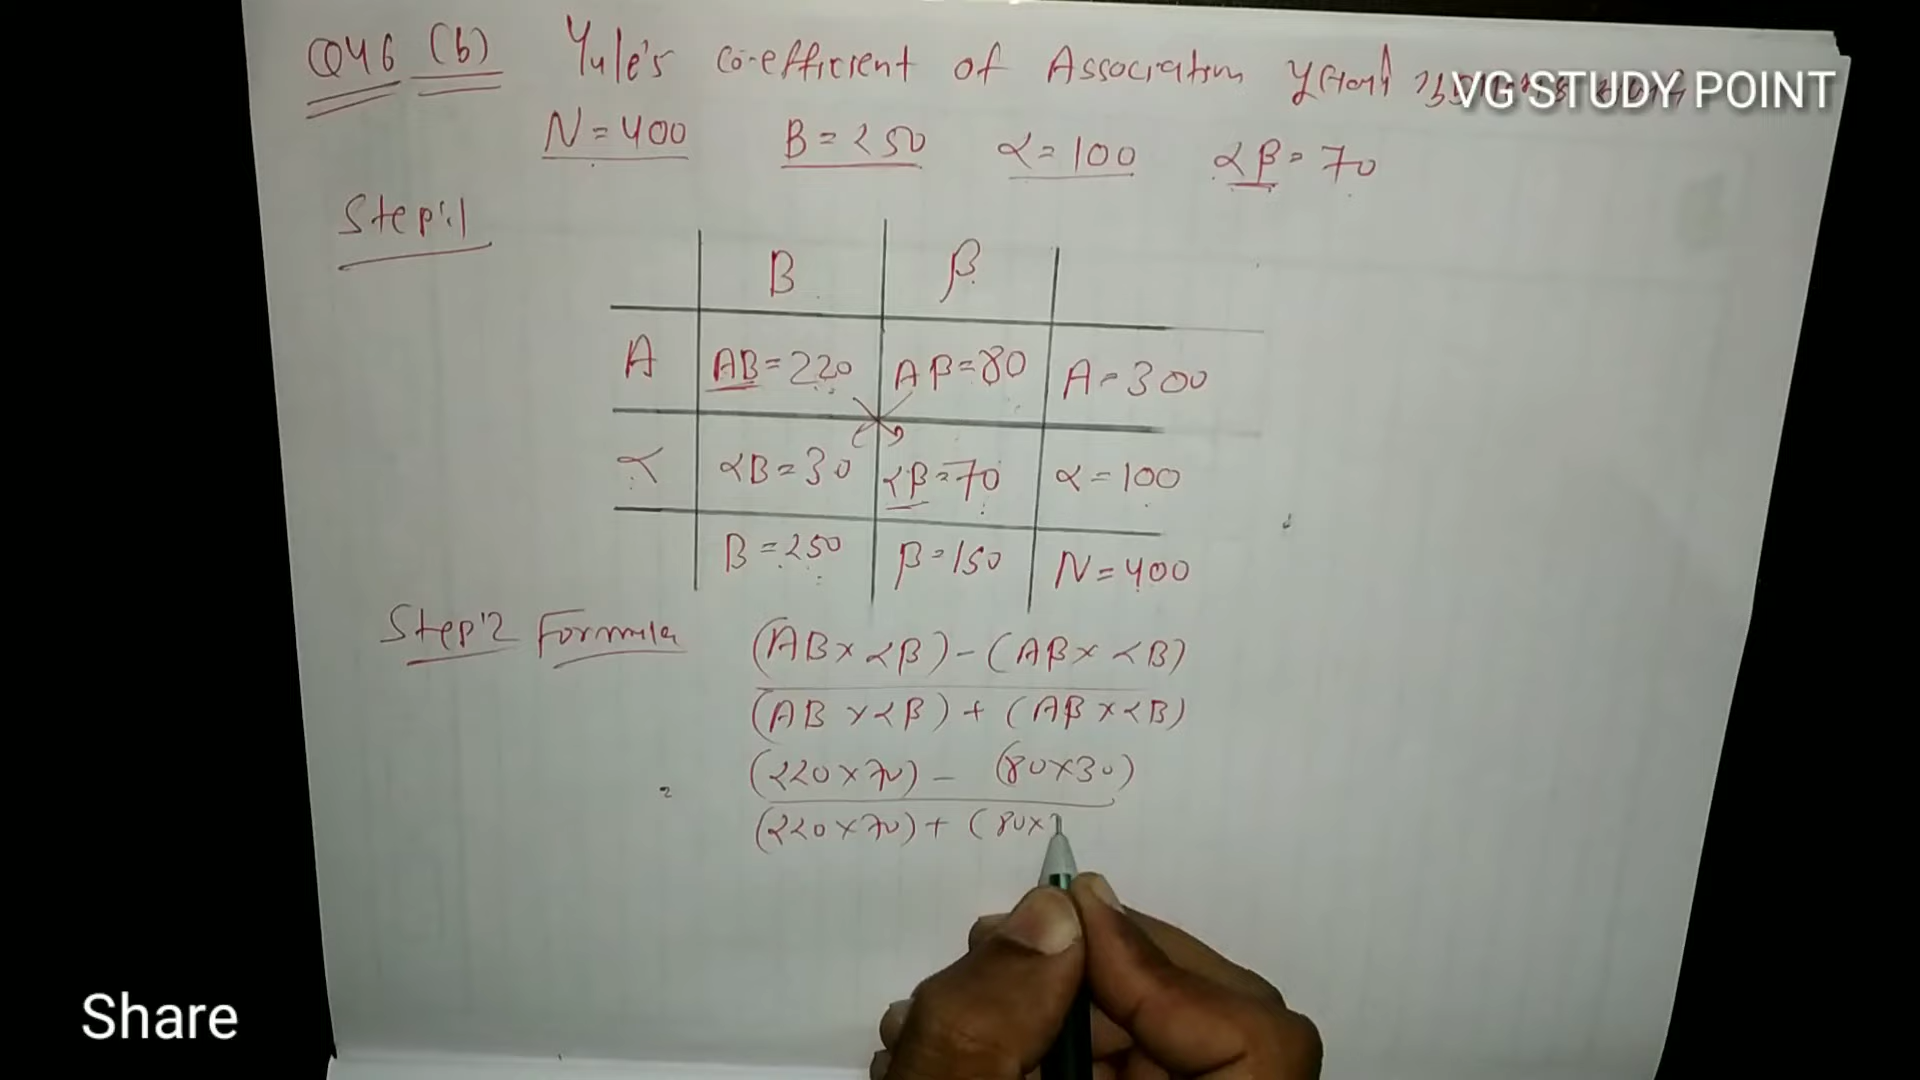 Q46 (b) Yule's Co-efficient of Association
VG STUDY POINT
N=400 B=250 α=100 αβ=70
Step:1
B β
A AB=220 Aβ=80 A=300
α αB=30 αβ=70 α=100
B=250 β=150 N=400
Step:2 Formula (AB×αβ)-(Aβ×αB)
(AB×αβ)+(Aβ×αB)
= (220×70) - (80×30)
(220×70)+(80×
Share